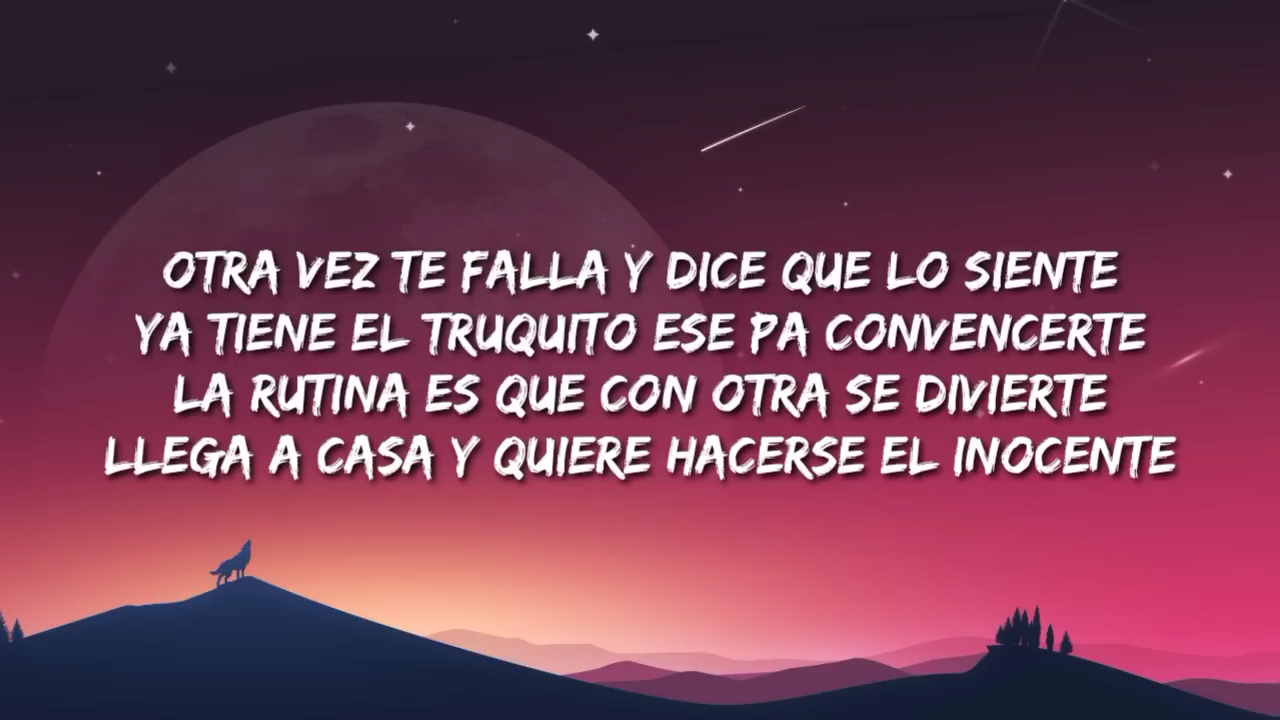 OTRA VEZ TE FALLA Y DICE QUE LO SIENTE
YA TIENE EL TRUQUITO ESE PA CONVENCERTE
LA RUTINA ES QUE CON OTRA SE DIVIERTE
LLEGA A CASA Y QUIERE HACERSE EL INOCENTE